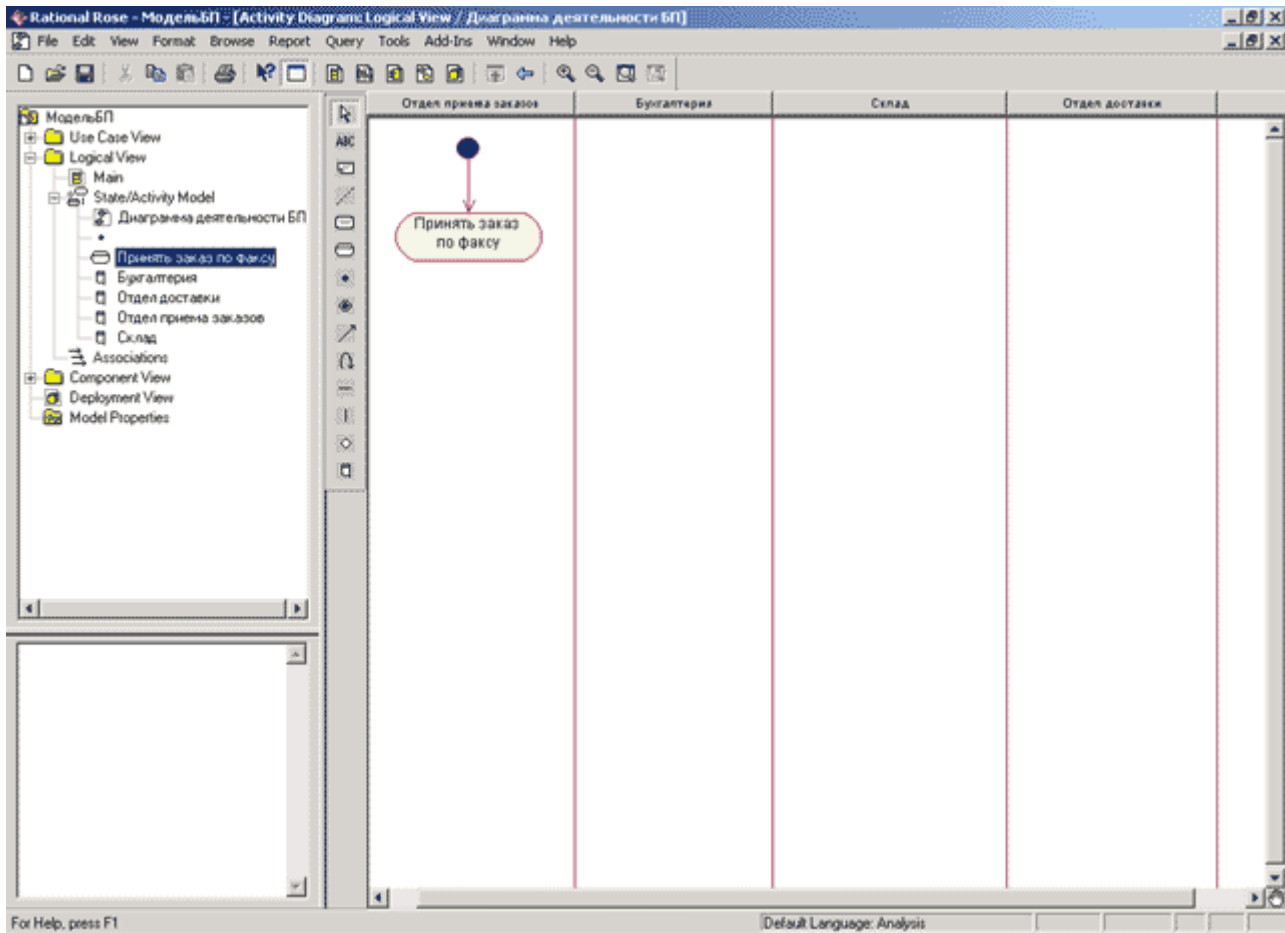 Rational Rose - МодельБП - [Activity Diagram: Logical View / Диаграмма деятельности БП]
File Edit View Format Browse Report Query Tools Add-Ins Window Help
МодельБП
Use Case View
Logical View
Main
State/Activity Model
Диаграмма деятельности БП
Принять заказ по факсу
Бухгалтерия
Отдел доставки
Отдел приема заказов
Склад
Associations
Component View
Deployment View
Model Properties
ABC
Отдел приема заказов Бухгалтерия Склад Отдел доставки
Принять заказ
по факсу
For Help, press F1
Default Language: Analysis